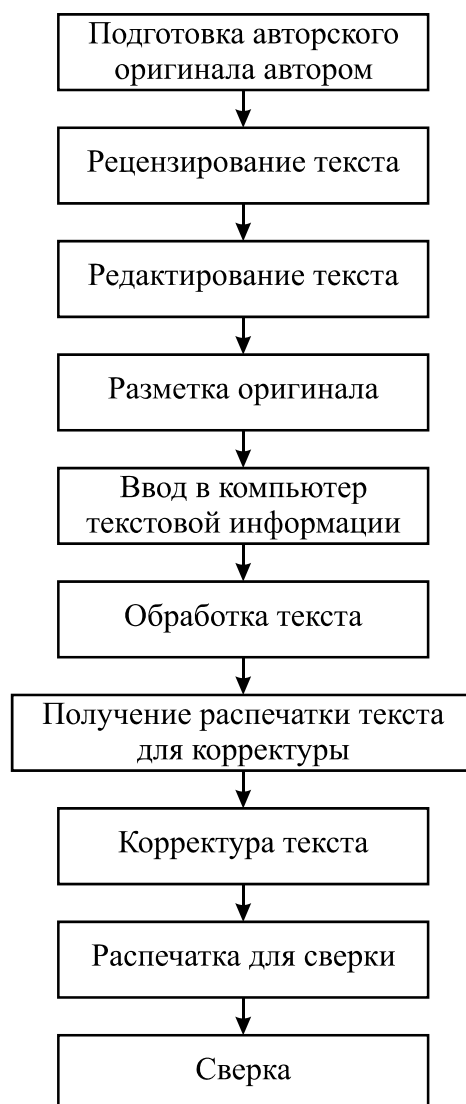 Подготовка авторского
оригинала автором
Рецензирование текста
Редактирование текста
Разметка оригинала
Ввод в компьютер
текстовой информации
Обработка текста
Получение распечатки текста
для корректуры
Корректура текста
Распечатка для сверки
Сверка